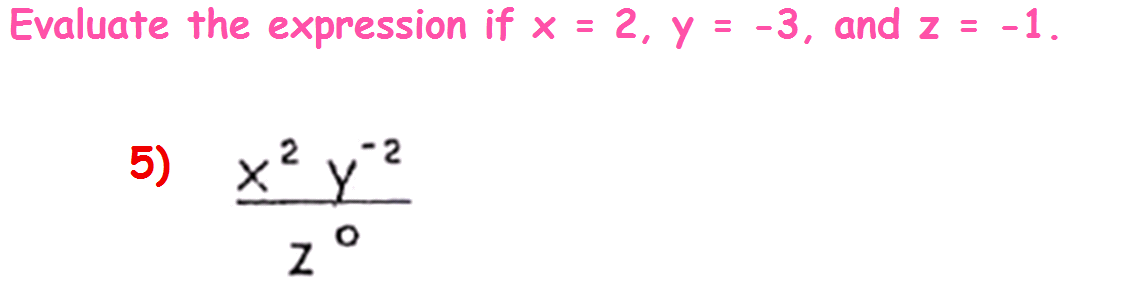 Evaluate the expression if x = 2, y = -3, and z = -1.
5) x² y⁻²
z⁰